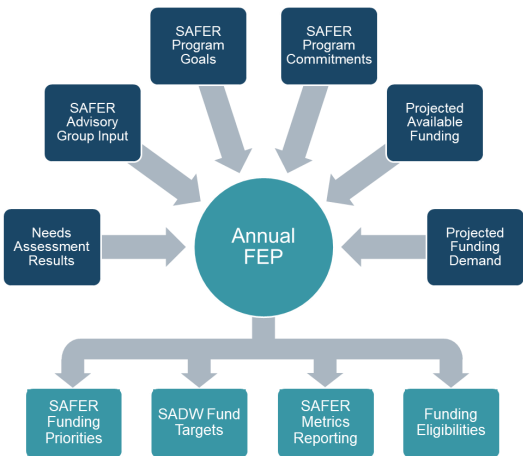 SAFER
Program
Goals
SAFER
Program
Commitments
SAFER
Advisory
Group Input
Projected
Available
Funding
Needs
Assessment
Results
Annual
FEP
Projected
Funding
Demand
SAFER
Funding
Priorities
SADW Fund
Targets
SAFER
Metrics
Reporting
Funding
Eligibilities